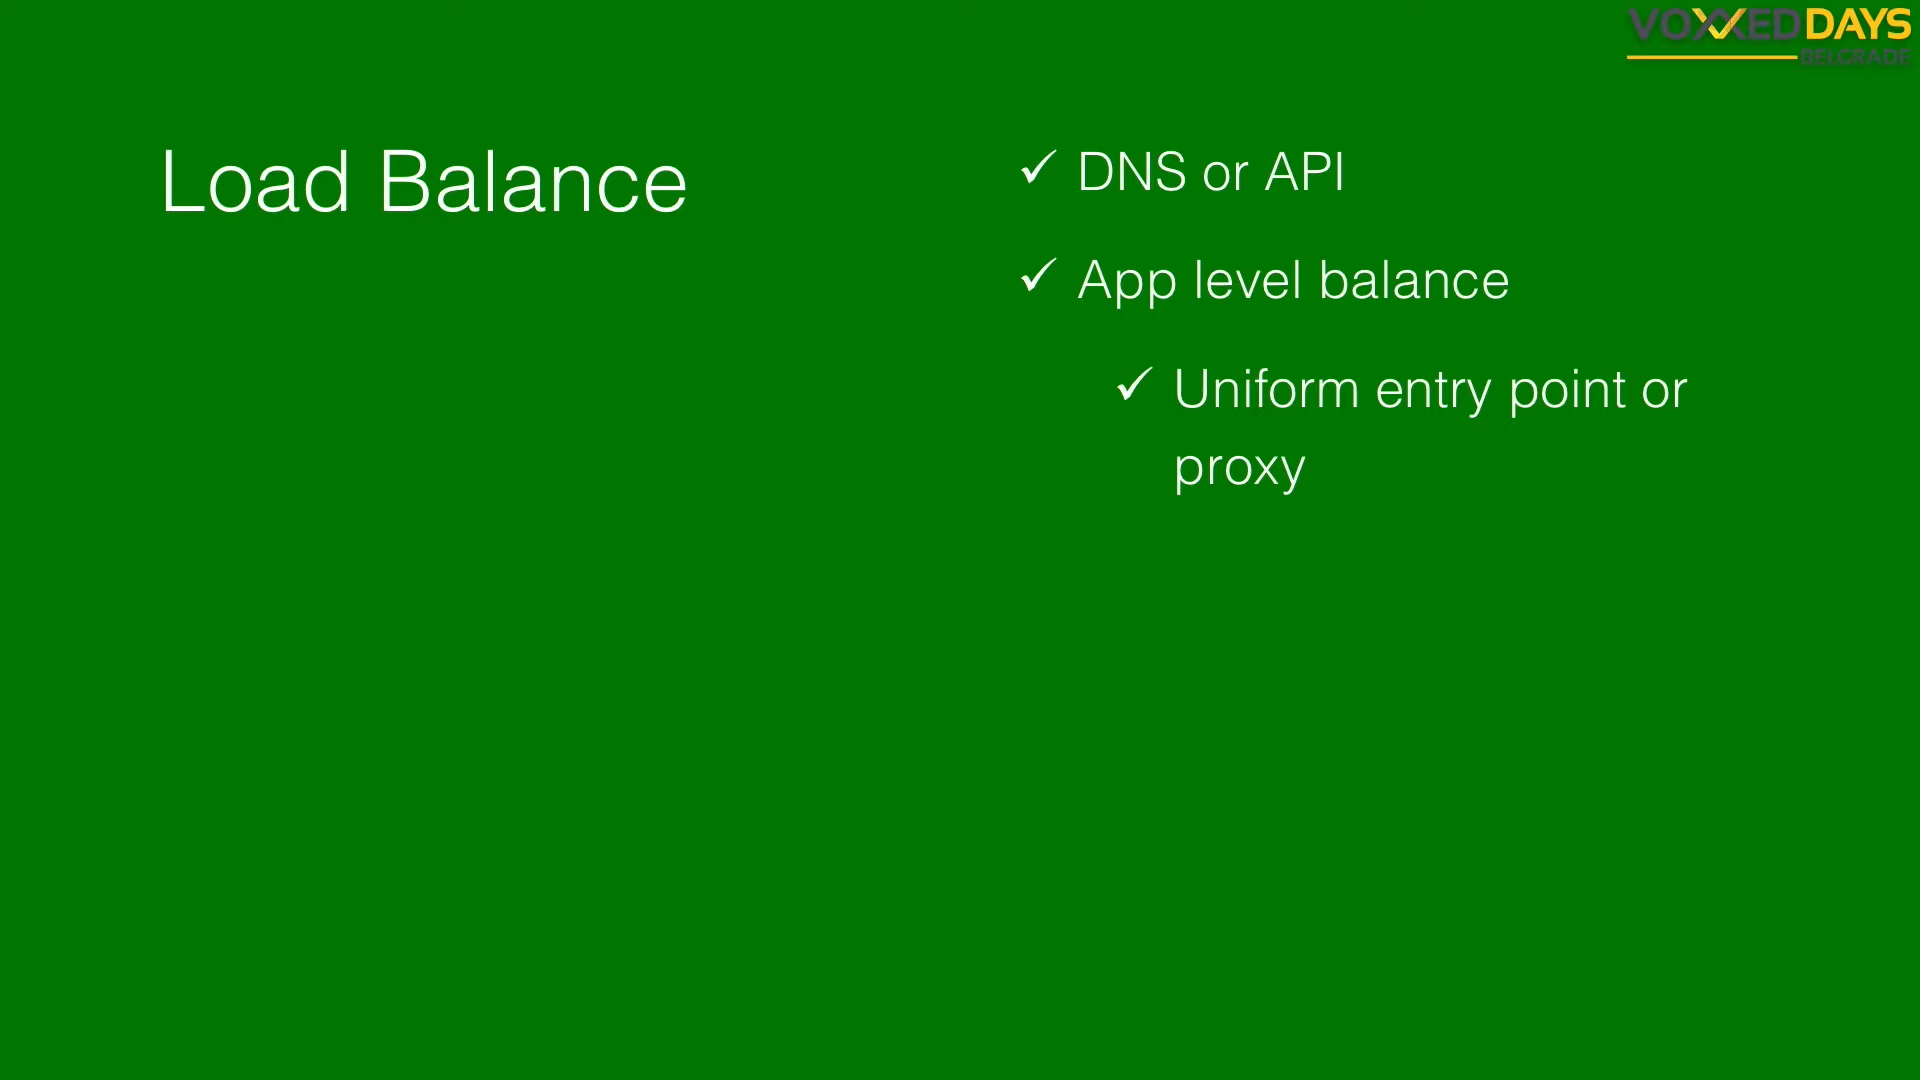 VOXXED DAYS
BELGRADE
Load Balance
✓ DNS or API
✓ App level balance
✓ Uniform entry point or
proxy